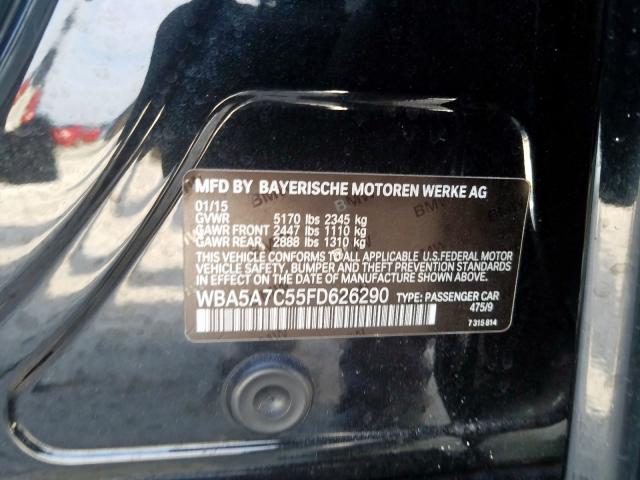 MFD BY BAYERISCHE MOTOREN WERKE AG
01/15
GVWR 5170 lbs 2345 kg
GAWR FRONT 2447 lbs 1110 kg
GAWR REAR 2888 lbs 1310 kg
THIS VEHICLE CONFORMS TO ALL APPLICABLE U.S. FEDERAL MOTOR
VEHICLE SAFETY, BUMPER, AND THEFT PREVENTION STANDARDS
IN EFFECT ON THE DATE OF MANUFACTURE SHOWN ABOVE.
WBA5A7C55FD626290 TYPE: PASSENGER CAR
475/9
7 315 814